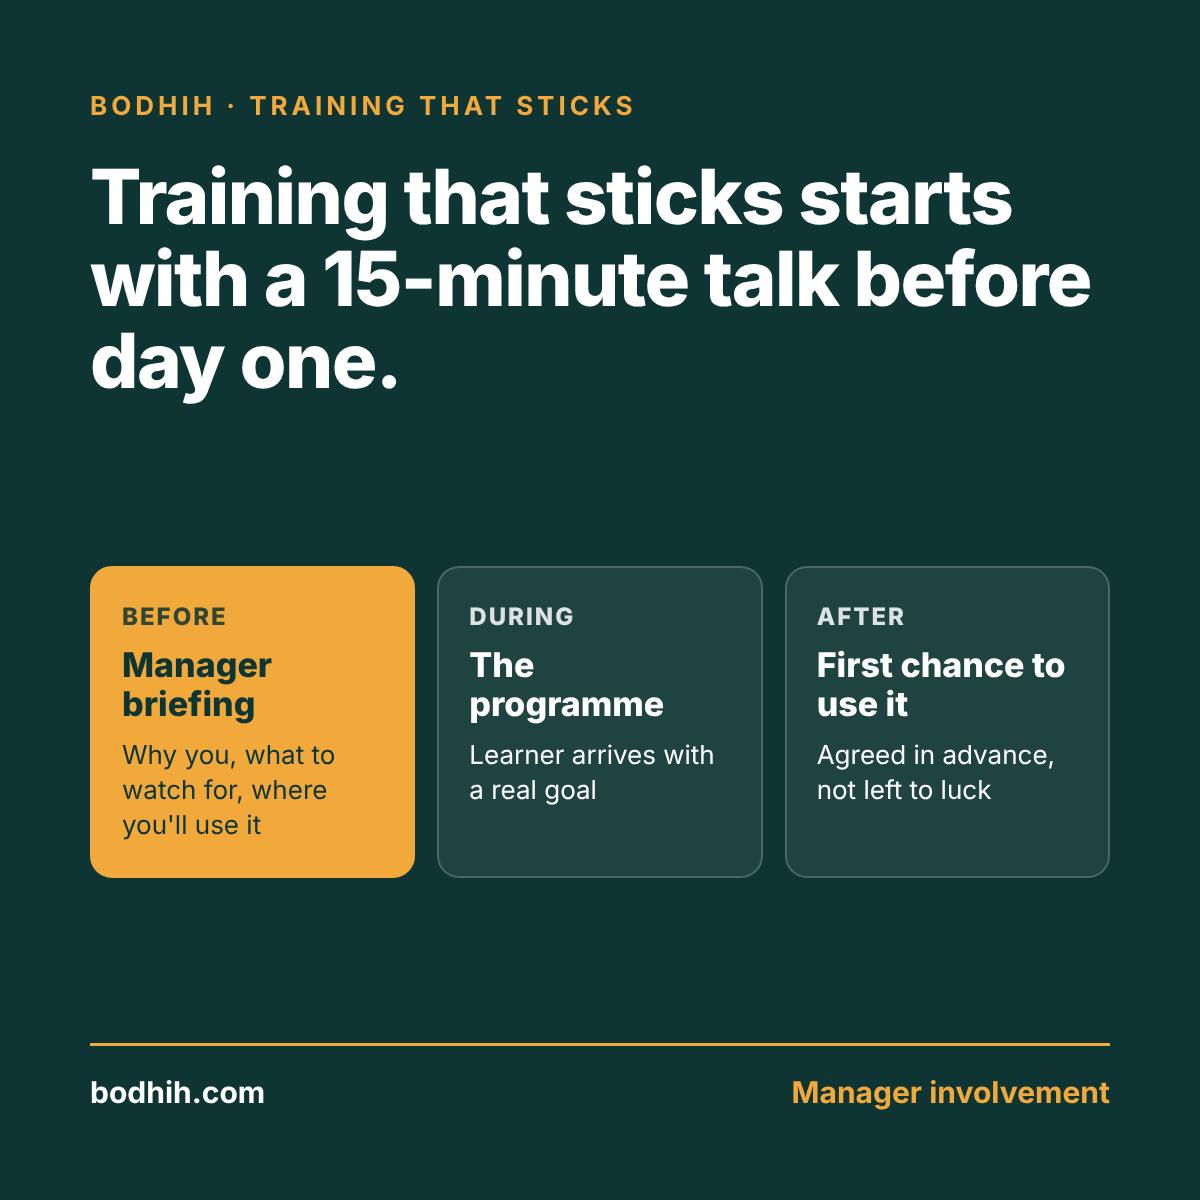 BODHIH · TRAINING THAT STICKS
Training that sticks starts
with a 15-minute talk before
day one.
BEFORE
Manager
briefing
Why you, what to
watch for, where
you'll use it
DURING
The
programme
Learner arrives with
a real goal
AFTER
First chance to
use it
Agreed in advance,
not left to luck
bodhih.com
Manager involvement